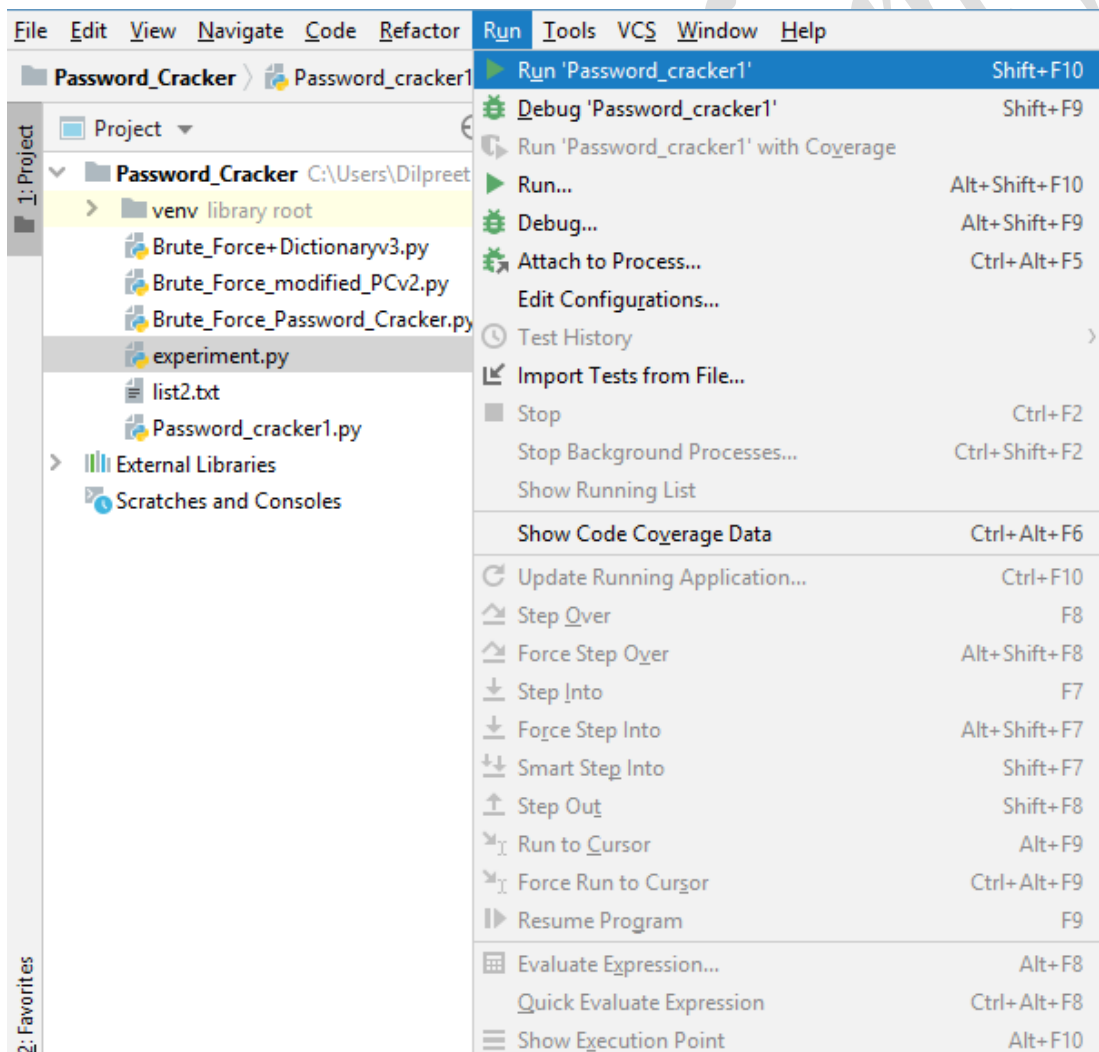 File Edit View Navigate Code Refactor Run Tools VCS Window Help
Password_Cracker Password_cracker1
1: Project
Project
Password_Cracker C:\Users\Dilpreet
venv library root
Brute_Force+Dictionaryv3.py
Brute_Force_modified_PCv2.py
Brute_Force_Password_Cracker.py
experiment.py
list2.txt
Password_cracker1.py
External Libraries
Scratches and Consoles
2: Favorites
Run 'Password_cracker1' Shift+F10
Debug 'Password_cracker1' Shift+F9
Run 'Password_cracker1' with Coverage
Run... Alt+Shift+F10
Debug... Alt+Shift+F9
Attach to Process... Ctrl+Alt+F5
Edit Configurations...
Test History
Import Tests from File...
Stop Ctrl+F2
Stop Background Processes... Ctrl+Shift+F2
Show Running List
Show Code Coverage Data Ctrl+Alt+F6
Update Running Application... Ctrl+F10
Step Over F8
Force Step Over Alt+Shift+F8
Step Into F7
Force Step Into Alt+Shift+F7
Smart Step Into Shift+F7
Step Out Shift+F8
Run to Cursor Alt+F9
Force Run to Cursor Ctrl+Alt+F9
Resume Program F9
Evaluate Expression... Alt+F8
Quick Evaluate Expression Ctrl+Alt+F8
Show Execution Point Alt+F10